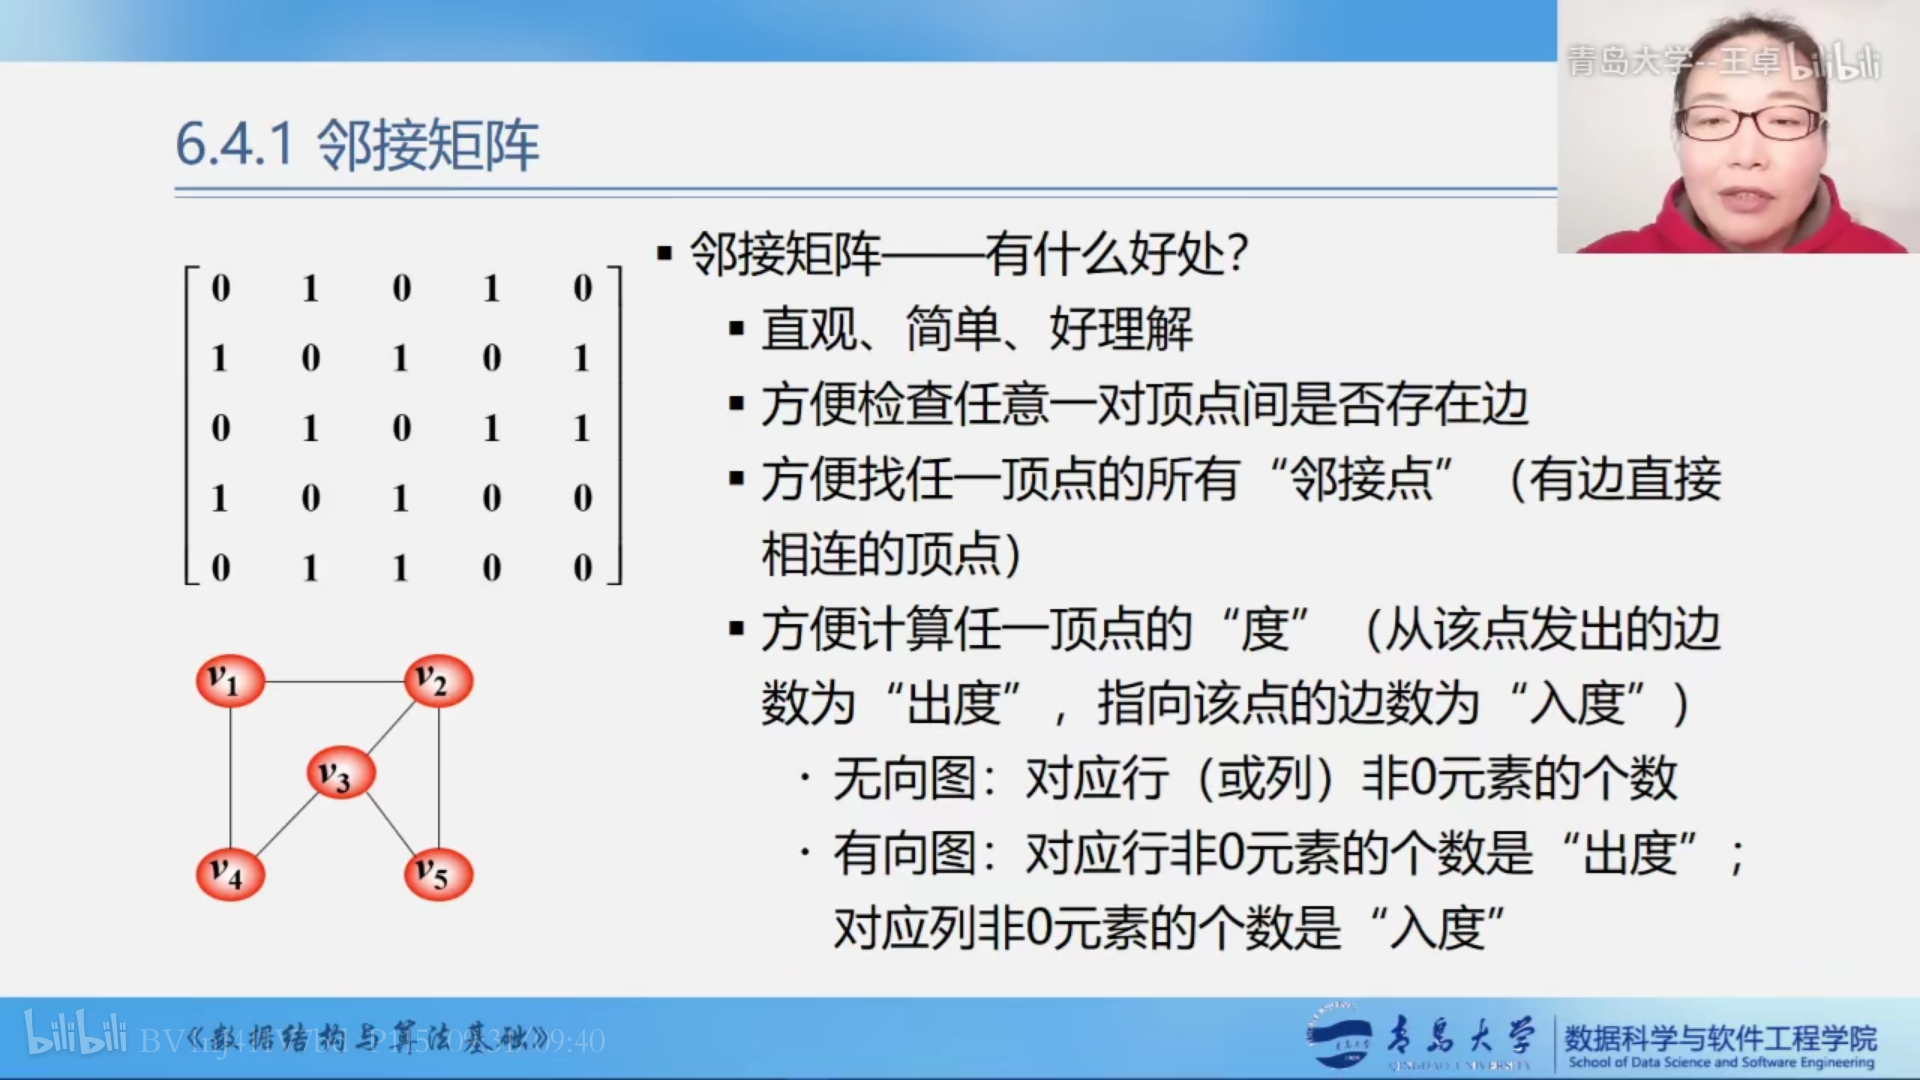 青岛大学--王卓 bilibili
6.4.1 邻接矩阵
0 1 0 1 0
1 0 1 0 1
0 1 0 1 1
1 0 1 0 0
0 1 1 0 0
v1 v2
v3
v4 v5
▪ 邻接矩阵——有什么好处？
▪ 直观、简单、好理解
▪ 方便检查任意一对顶点间是否存在边
▪ 方便找任一顶点的所有“邻接点”（有边直接
相连的顶点）
▪ 方便计算任一顶点的“度”（从该点发出的边
数为“出度”，指向该点的边数为“入度”）
· 无向图：对应行（或列）非0元素的个数
· 有向图：对应行非0元素的个数是“出度”；
对应列非0元素的个数是“入度”
bilibili
《数据结构与算法基础》
09:40
青岛大学
QINGDAO UNIVERSITY
数据科学与软件工程学院
School of Data Science and Software Engineering